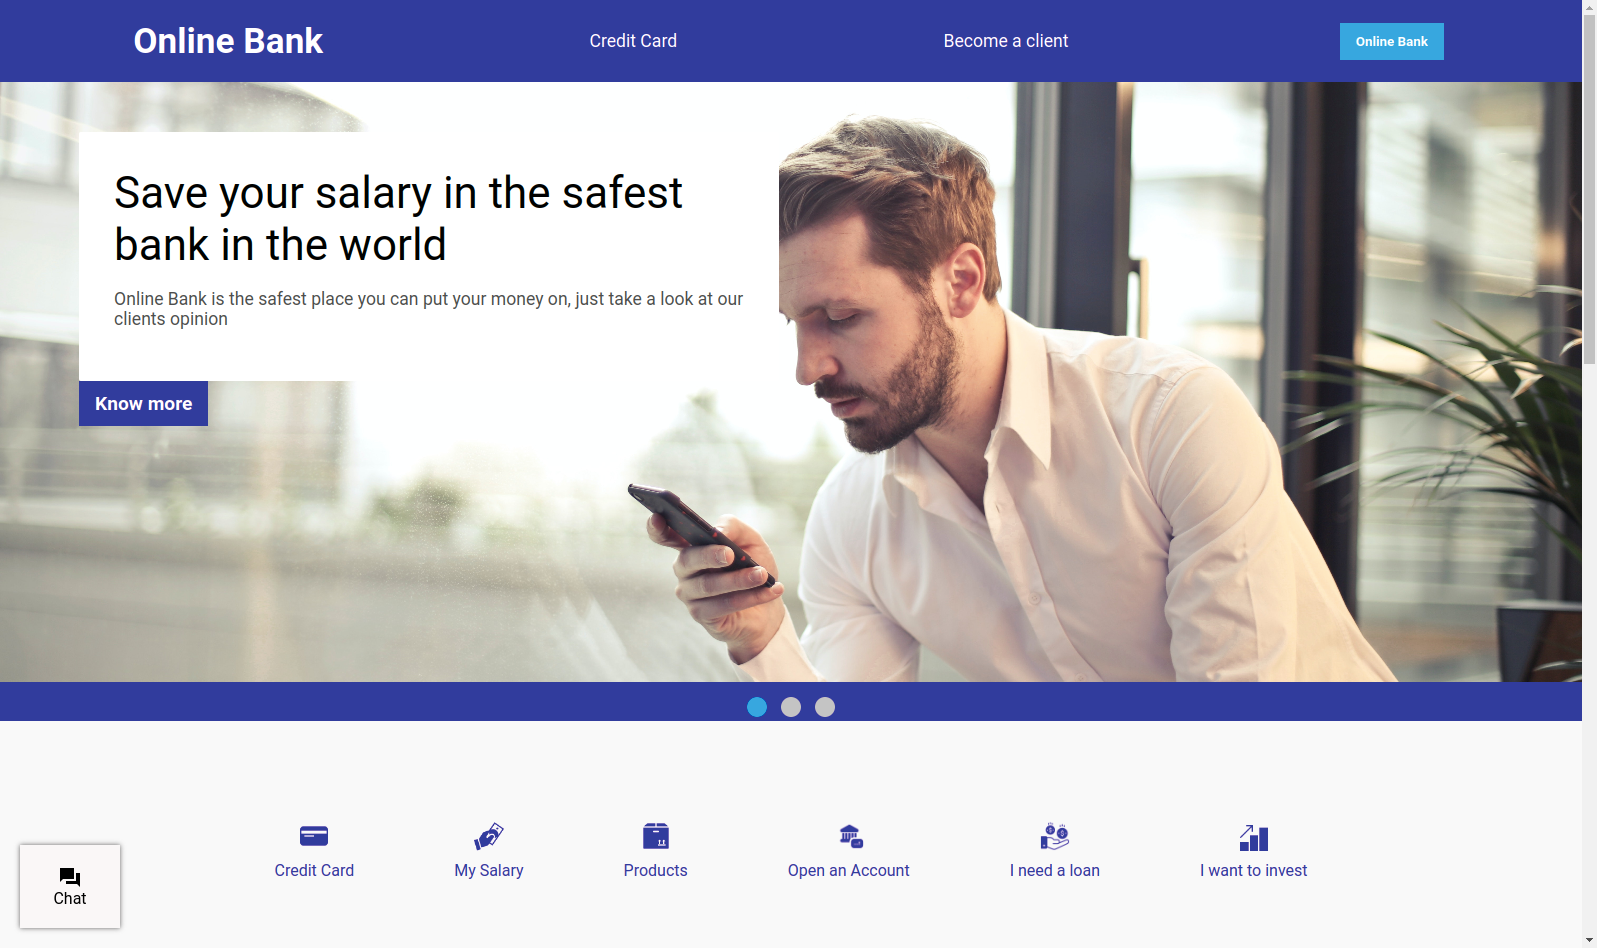 Online Bank
Credit Card
Become a client
Online Bank
Save your salary in the safest
bank in the world
Online Bank is the safest place you can put your money on, just take a look at our
clients opinion
Know more
Credit Card
My Salary
Products
Open an Account
I need a loan
I want to invest
Chat